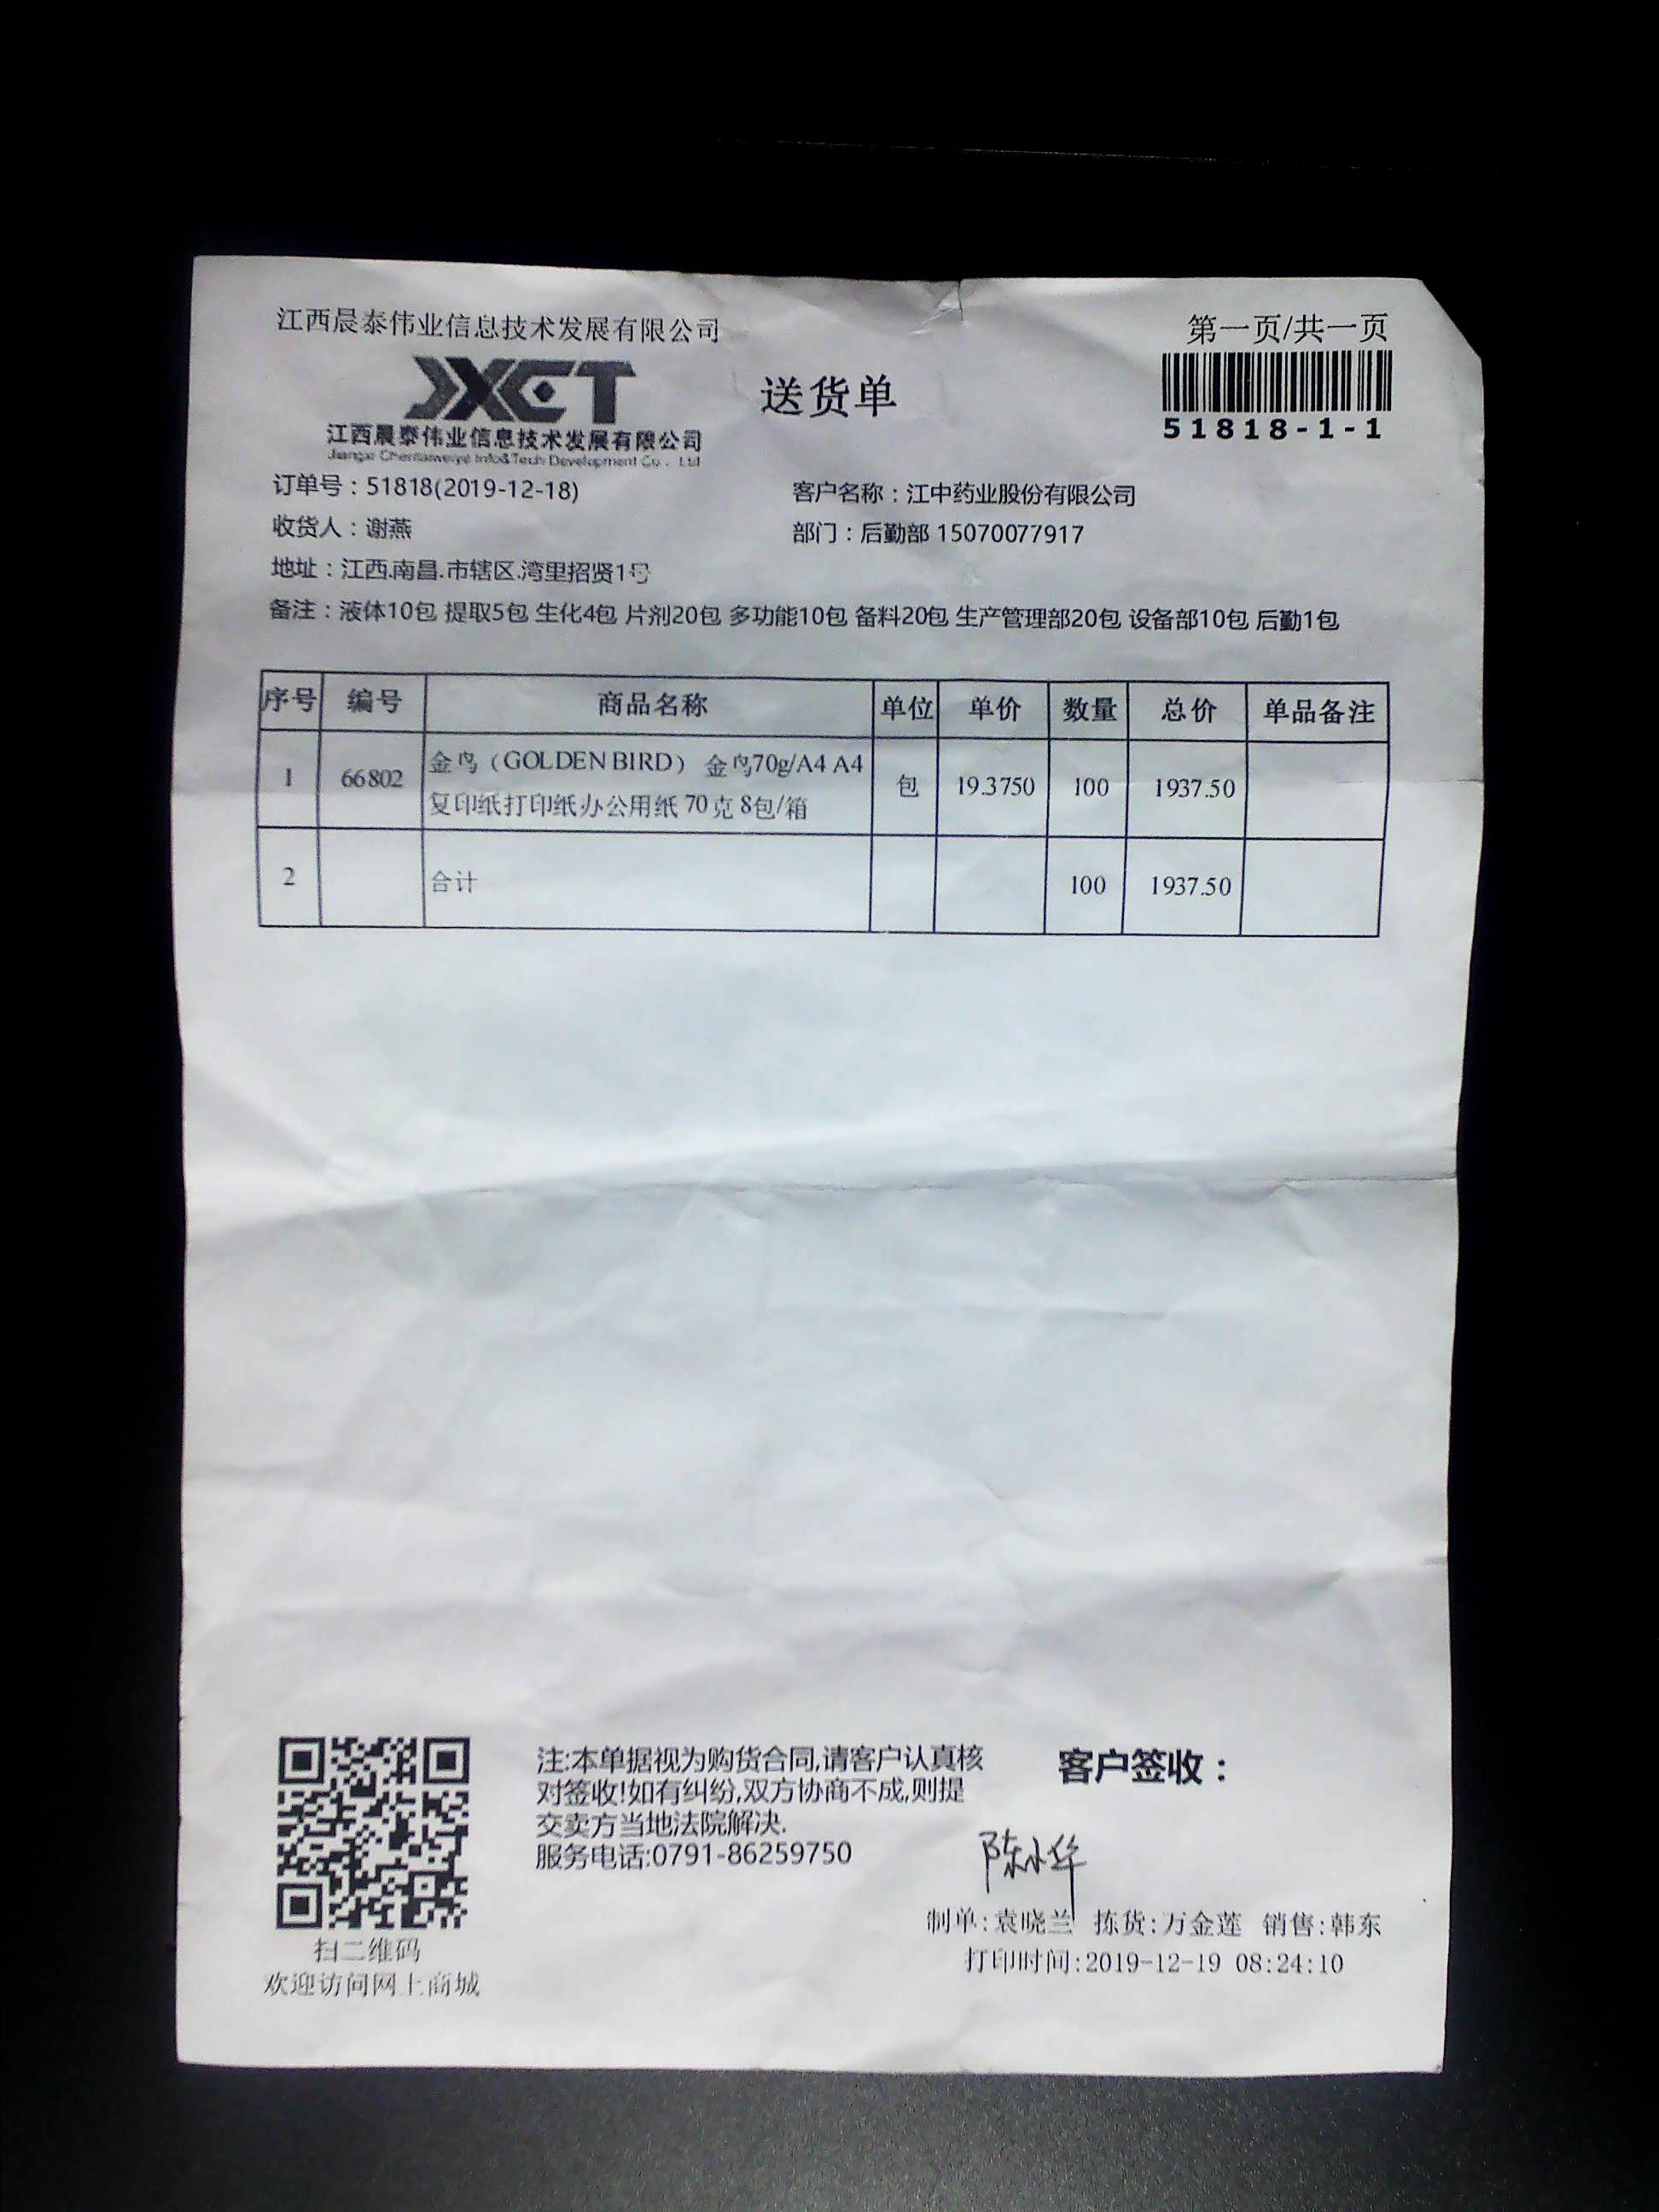 江西晨泰伟业信息技术发展有限公司
第一页/共一页
JXCT
送货单
51818-1-1
江西晨泰伟业信息技术发展有限公司
Jiangxi Chentaiweiye Info&Tech Development Co., Ltd
订单号：51818(2019-12-18)
客户名称：江中药业股份有限公司
收货人：谢燕
部门：后勤部 15070077917
地址：江西.南昌.市辖区.湾里招贤1号
备注：液体10包 提取5包 生化4包 片剂20包 多功能10包 备料20包 生产管理部20包 设备部10包 后勤1包
序号 编号 商品名称 单位 单价 数量 总价 单品备注
1 66802 金鸟（GOLDEN BIRD） 金鸟70g/A4 A4 包 19.3750 100 1937.50
复印纸打印纸办公用纸 70克 8包/箱
2 合计 100 1937.50
注:本单据视为购货合同,请客户认真核
对签收!如有纠纷,双方协商不成,则提
交卖方当地法院解决.
服务电话:0791-86259750
客户签收：
陈小华
制单:袁晓兰 拣货:万金莲 销售:韩东
打印时间:2019-12-19 08:24:10
扫二维码
欢迎访问网上商城